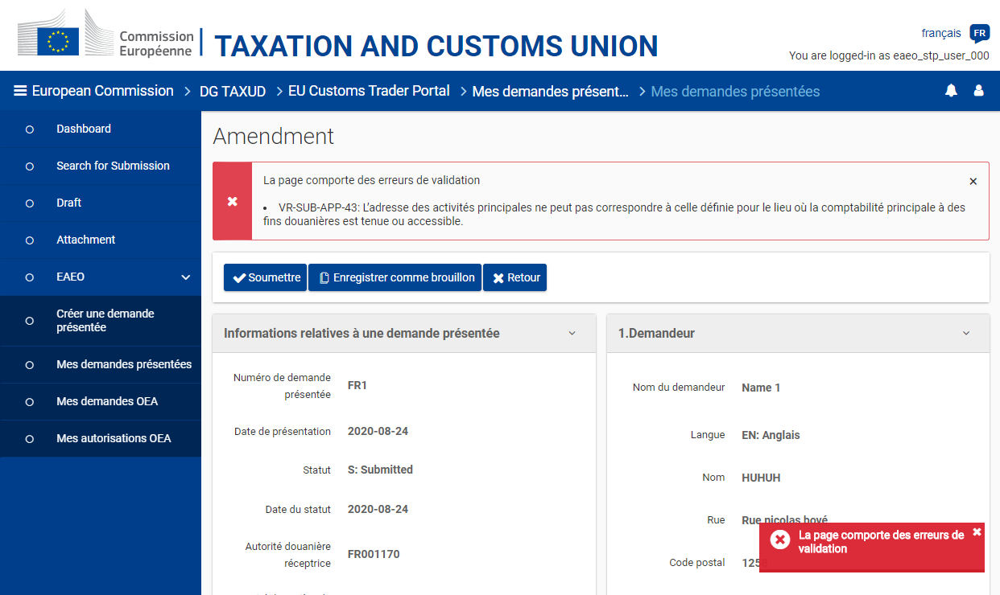 Commission
Européenne
TAXATION AND CUSTOMS UNION
français FR
You are logged-in as eaeo_stp_user_000
European Commission > DG TAXUD > EU Customs Trader Portal > Mes demandes présent... > Mes demandes présentées
Dashboard
Search for Submission
Draft
Attachment
EAEO
Créer une demande
présentée
Mes demandes présentées
Mes demandes OEA
Mes autorisations OEA
Amendment
La page comporte des erreurs de validation
• VR-SUB-APP-43: L’adresse des activités principales ne peut pas correspondre à celle définie pour le lieu où la comptabilité principale à des
fins douanières est tenue ou accessible.
Soumettre
Enregistrer comme brouillon
Retour
Informations relatives à une demande présentée
Numéro de demande
présentée
FR1
Date de présentation 2020-08-24
Statut S: Submitted
Date du statut 2020-08-24
Autorité douanière
réceptrice
FR001170
1.Demandeur
Nom du demandeur Name 1
Langue EN: Anglais
Nom HUHUH
Rue Rue nicolas bové
Code postal
La page comporte des erreurs de
validation